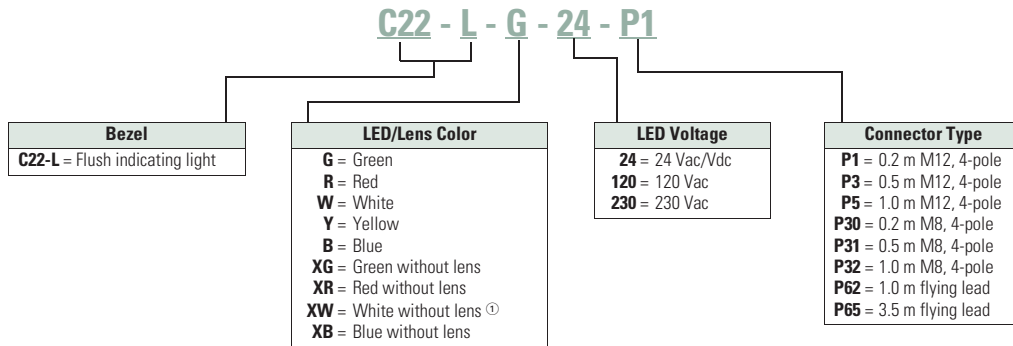 C22 - L - G - 24 - P1
Bezel
C22-L = Flush indicating light
LED/Lens Color
G = Green
R = Red
W = White
Y = Yellow
B = Blue
XG = Green without lens
XR = Red without lens
XW = White without lens ①
XB = Blue without lens
LED Voltage
24 = 24 Vac/Vdc
120 = 120 Vac
230 = 230 Vac
Connector Type
P1 = 0.2 m M12, 4-pole
P3 = 0.5 m M12, 4-pole
P5 = 1.0 m M12, 4-pole
P30 = 0.2 m M8, 4-pole
P31 = 0.5 m M8, 4-pole
P32 = 1.0 m M8, 4-pole
P62 = 1.0 m flying lead
P65 = 3.5 m flying lead